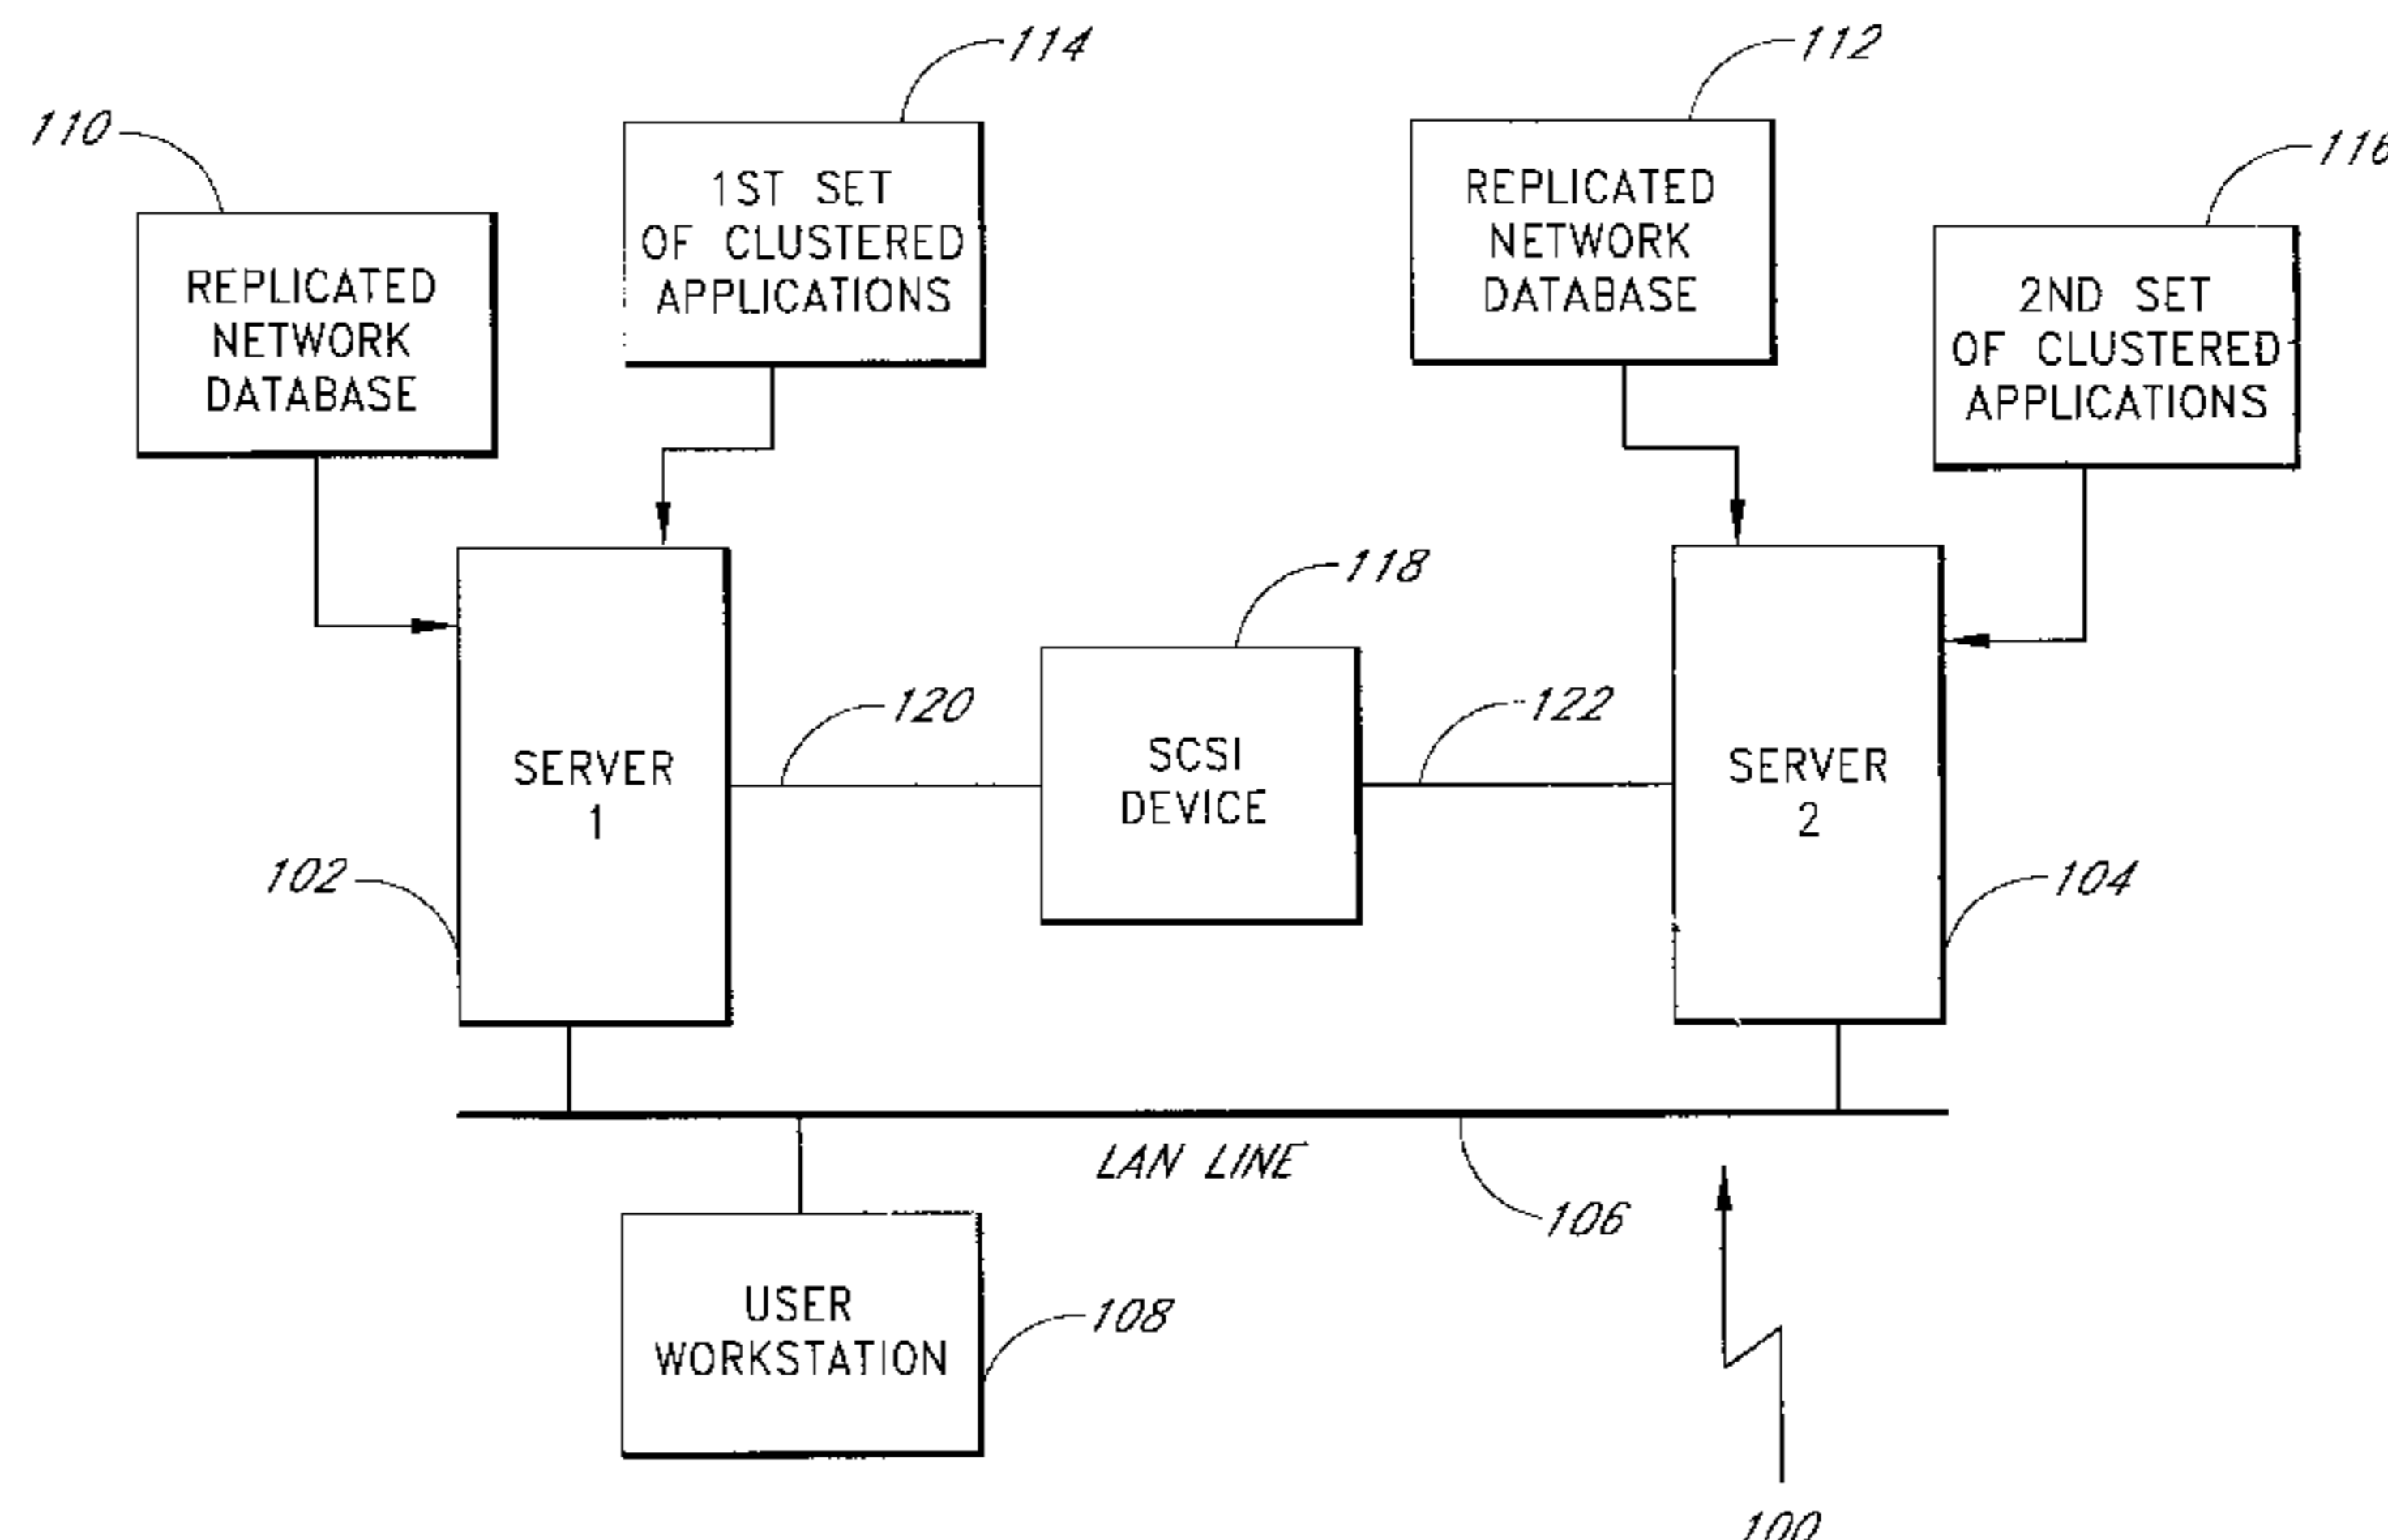 114
112
110
116
1ST SET
OF CLUSTERED
APPLICATIONS
REPLICATED
NETWORK
DATABASE
REPLICATED
NETWORK
DATABASE
2ND SET
OF CLUSTERED
APPLICATIONS
118
120
122
SERVER
1
SCSI
DEVICE
SERVER
2
102
104
LAN LINE
106
USER
WORKSTATION
108
100